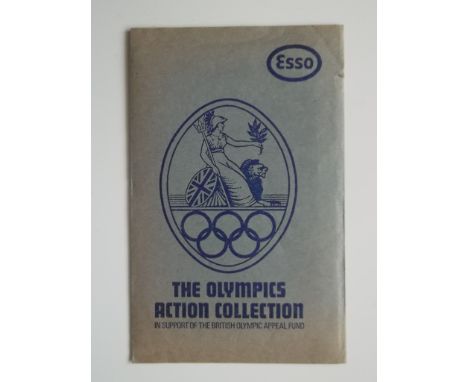 Esso
THE OLYMPICS
ACTION COLLECTION
IN SUPPORT OF THE BRITISH OLYMPIC APPEAL FUND